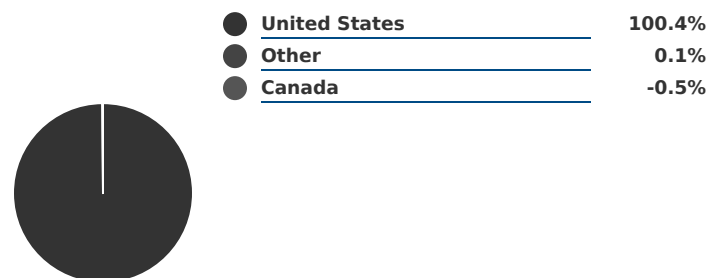 United States 100.4%
Other 0.1%
Canada -0.5%